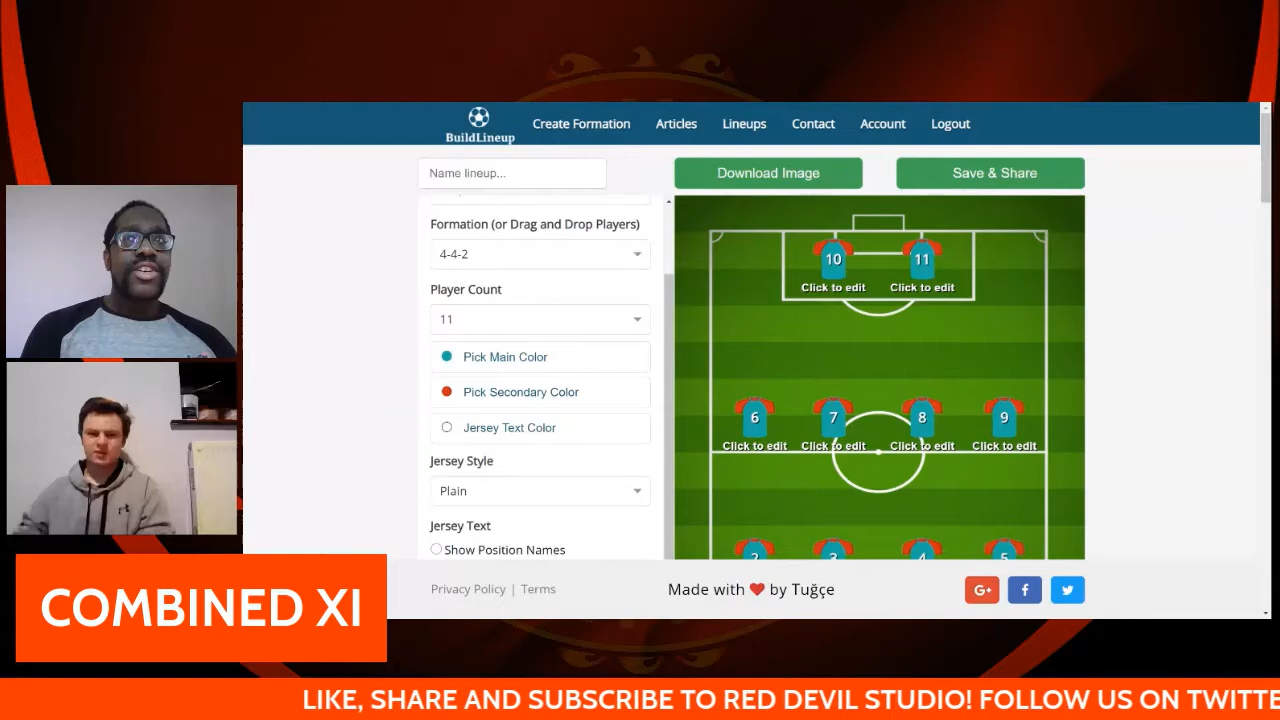 BuildLineup
Create Formation
Articles
Lineups
Contact
Account
Logout
Name lineup...
Download Image
Save & Share
Formation (or Drag and Drop Players)
4-4-2
Player Count
11
Pick Main Color
Pick Secondary Color
Jersey Text Color
Jersey Style
Plain
Jersey Text
Show Position Names
10 11
Click to edit Click to edit
6 7 8 9
Click to edit Click to edit Click to edit Click to edit
2 3 4 5
Privacy Policy | Terms
Made with ❤ by Tuğçe
G+ f
COMBINED XI
LIKE, SHARE AND SUBSCRIBE TO RED DEVIL STUDIO! FOLLOW US ON TWITTE